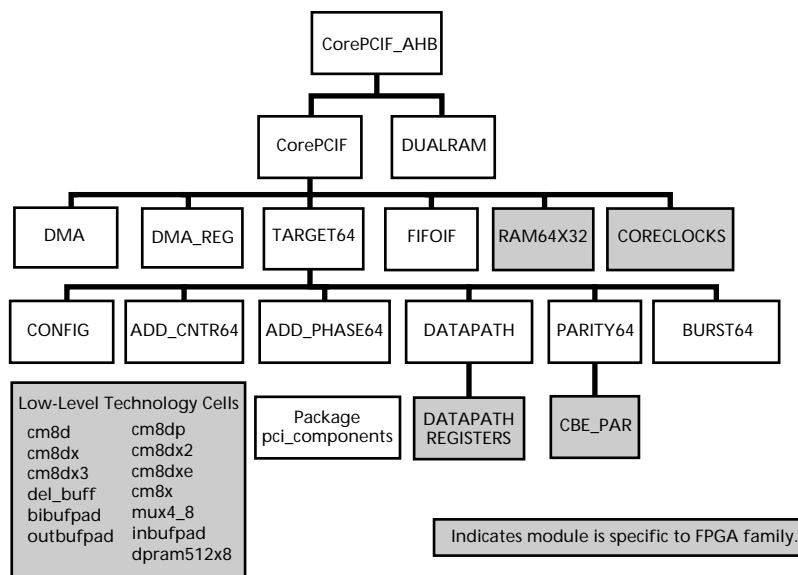 CorePCIF_AHB
CorePCIF
DUALRAM
DMA
DMA_REG
TARGET64
FIFOIF
RAM64X32
CORECLOCKS
CONFIG
ADD_CNTR64
ADD_PHASE64
DATAPATH
PARITY64
BURST64
Low-Level Technology Cells
cm8d
cm8dx
cm8dx3
del_buff
bibufpad
outbufpad
cm8dp
cm8dx2
cm8dxe
cm8x
mux4_8
inbufpad
dpram512x8
Package
pci_components
DATAPATH
REGISTERS
CBE_PAR
Indicates module is specific to FPGA family.